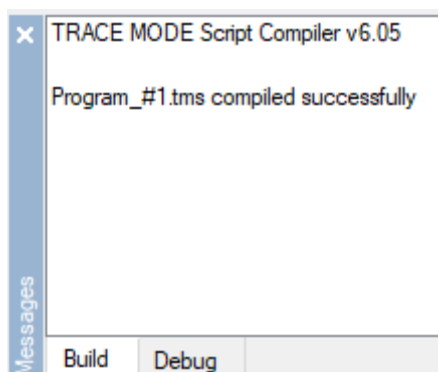 TRACE MODE Script Compiler v6.05
Program_#1.tms compiled successfully
Messages
Build
Debug